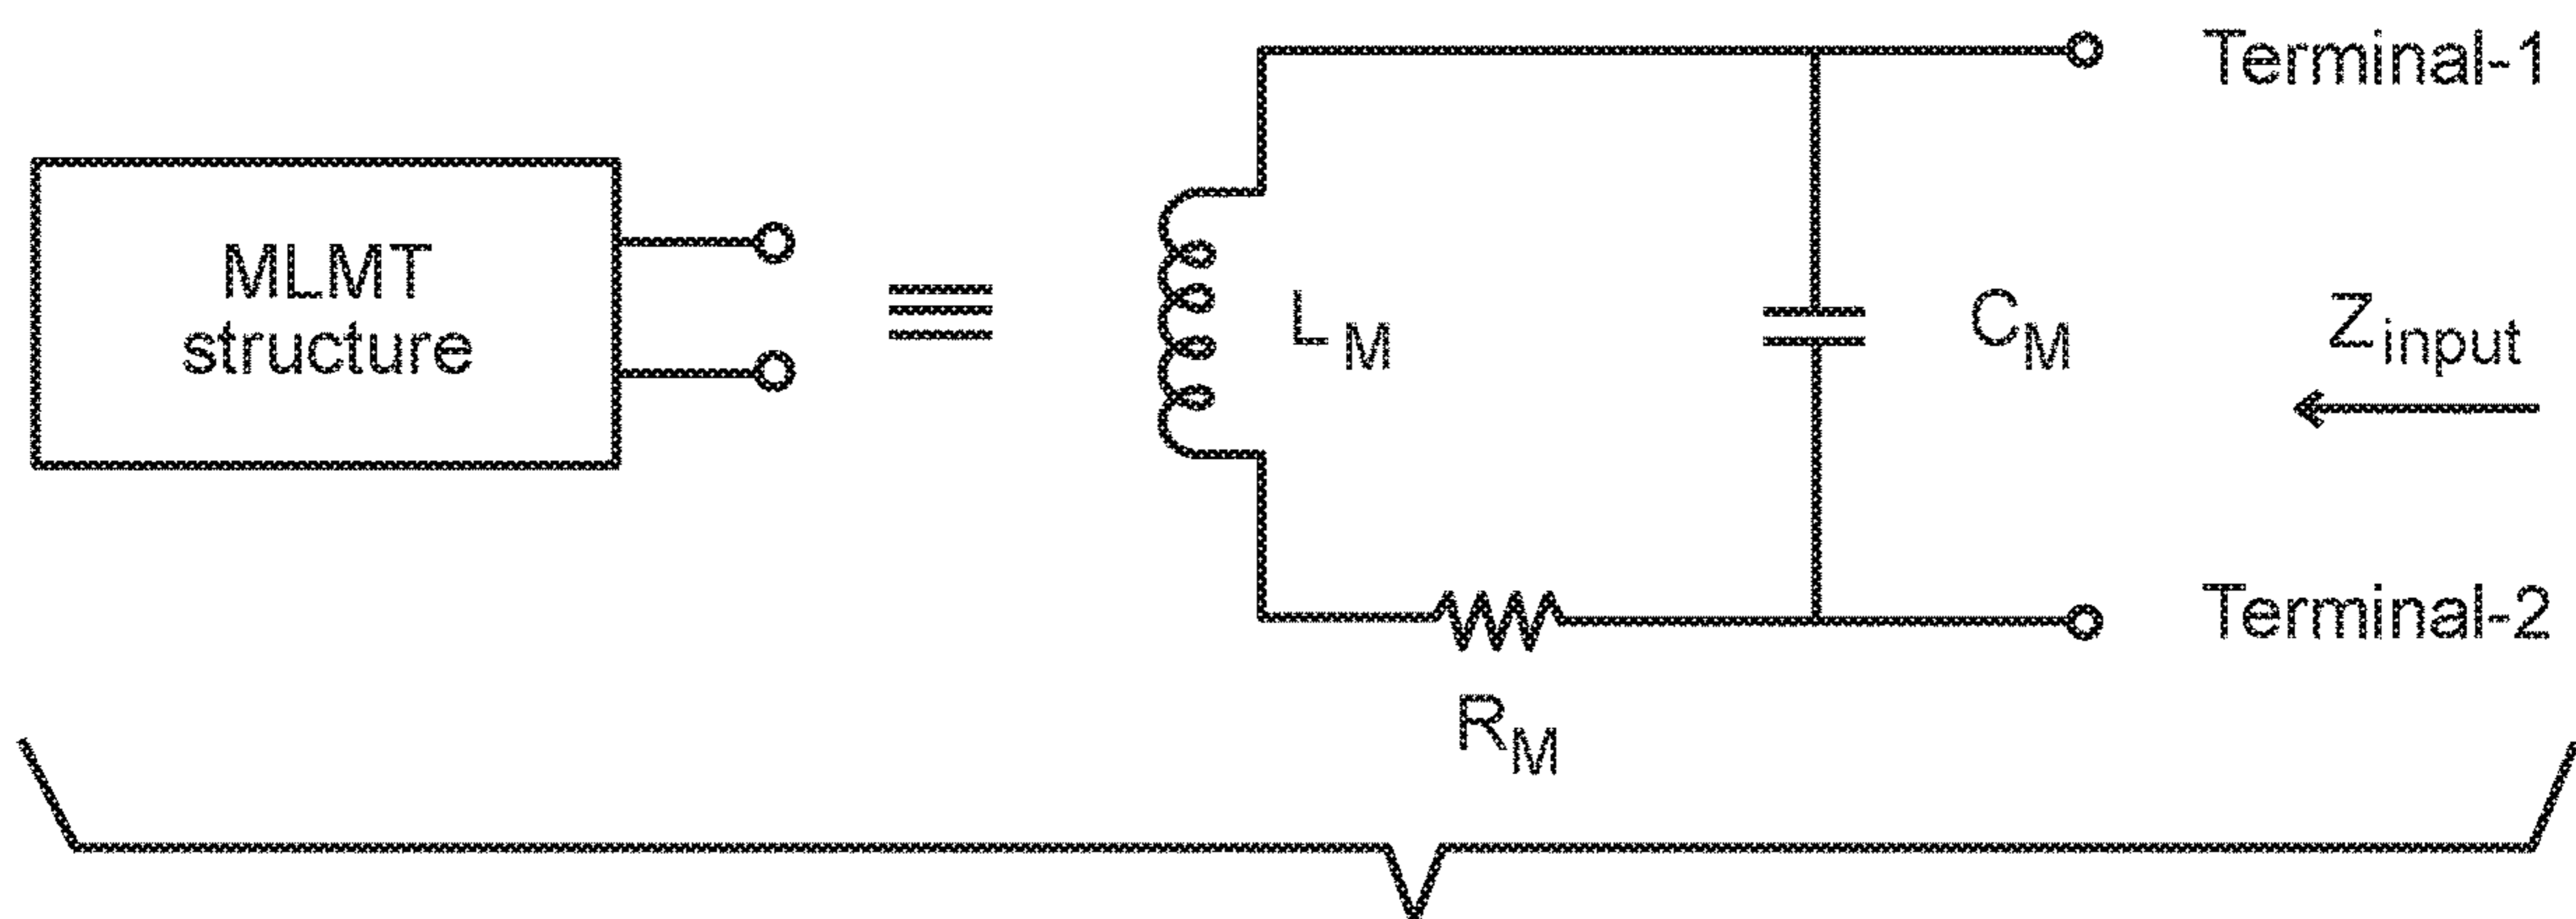 MLMT
structure
≡
L_M
C_M
R_M
Terminal-1
Z_input
Terminal-2